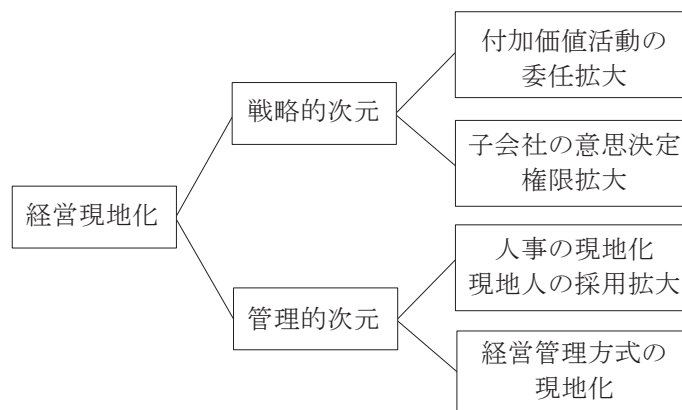 経営現地化
戦略的次元
付加価値活動の
委任拡大
子会社の意思決定
権限拡大
管理的次元
人事の現地化
現地人の採用拡大
経営管理方式の
現地化